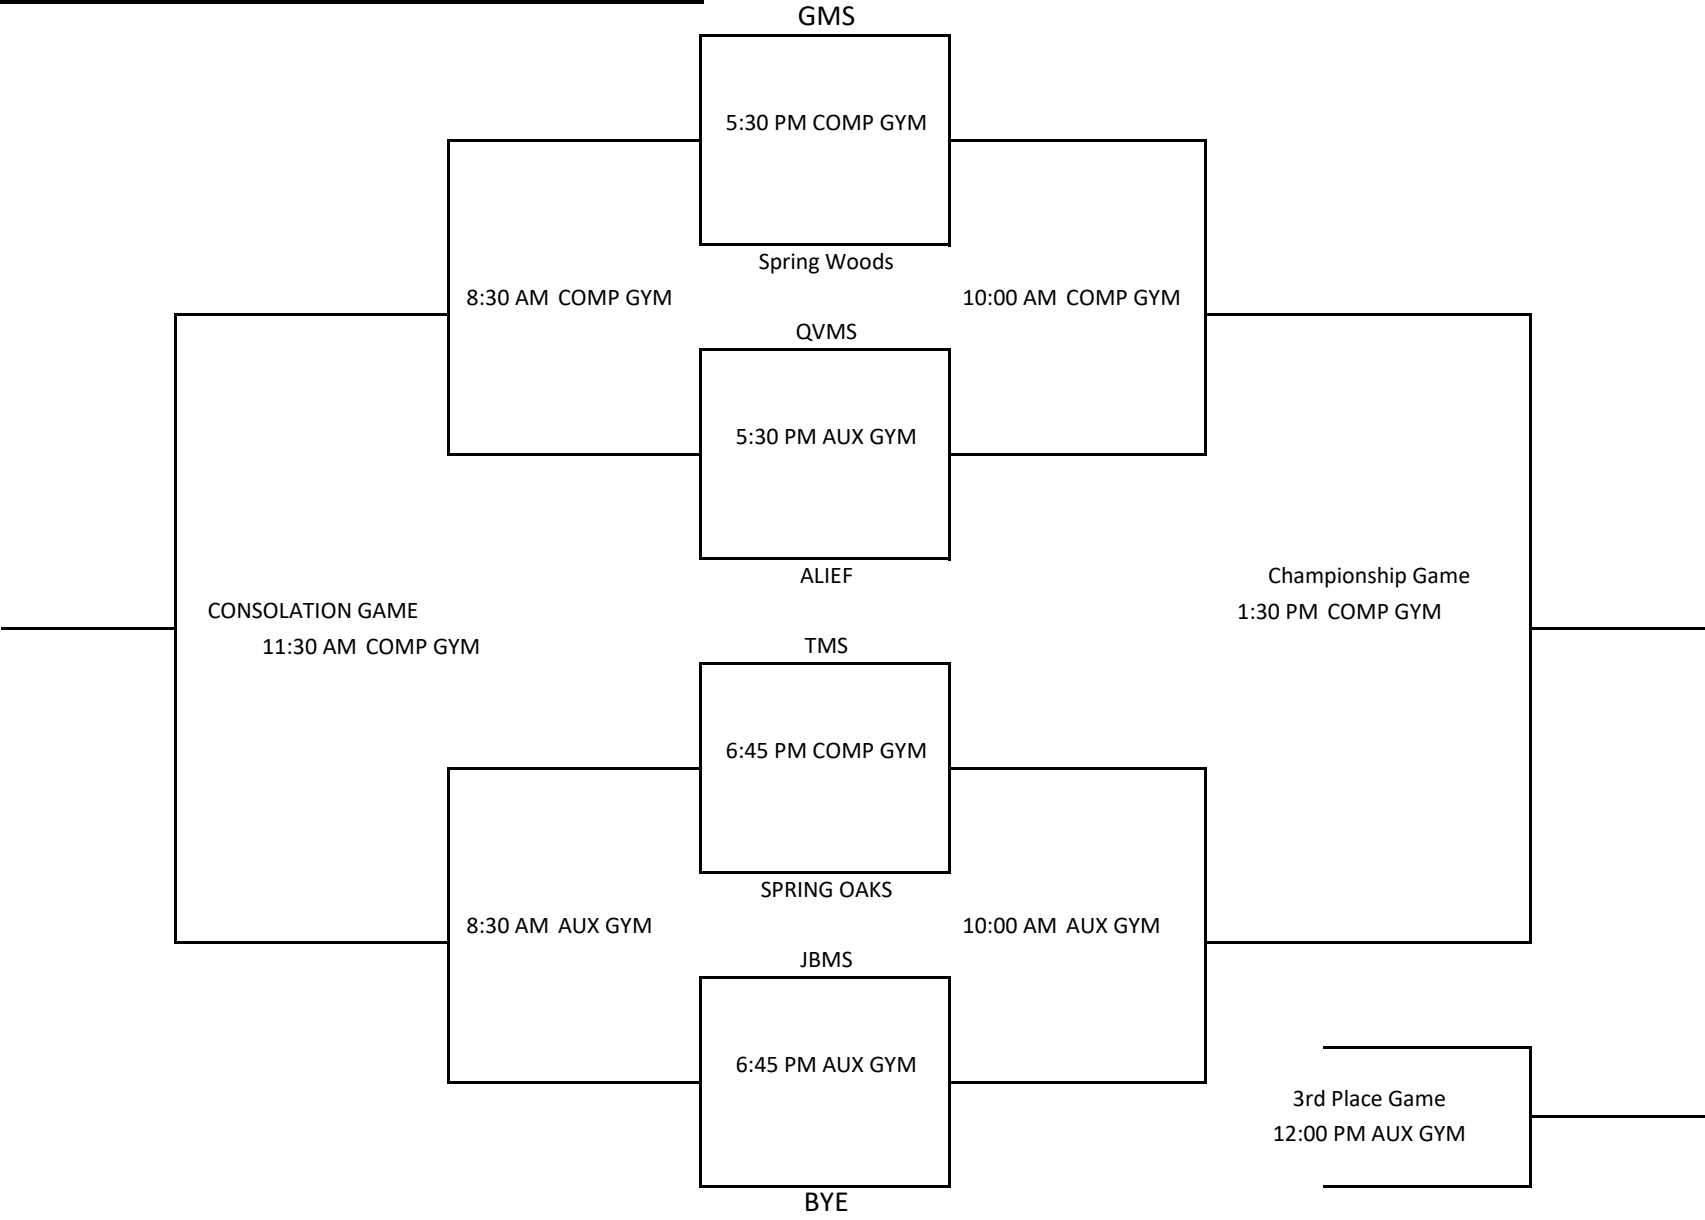 GMS
5:30 PM COMP GYM
Spring Woods
8:30 AM COMP GYM
10:00 AM COMP GYM
QVMS
5:30 PM AUX GYM
ALIEF
Championship Game
CONSOLATION GAME
1:30 PM COMP GYM
11:30 AM COMP GYM
TMS
6:45 PM COMP GYM
SPRING OAKS
8:30 AM AUX GYM
10:00 AM AUX GYM
JBMS
6:45 PM AUX GYM
3rd Place Game
12:00 PM AUX GYM
BYE